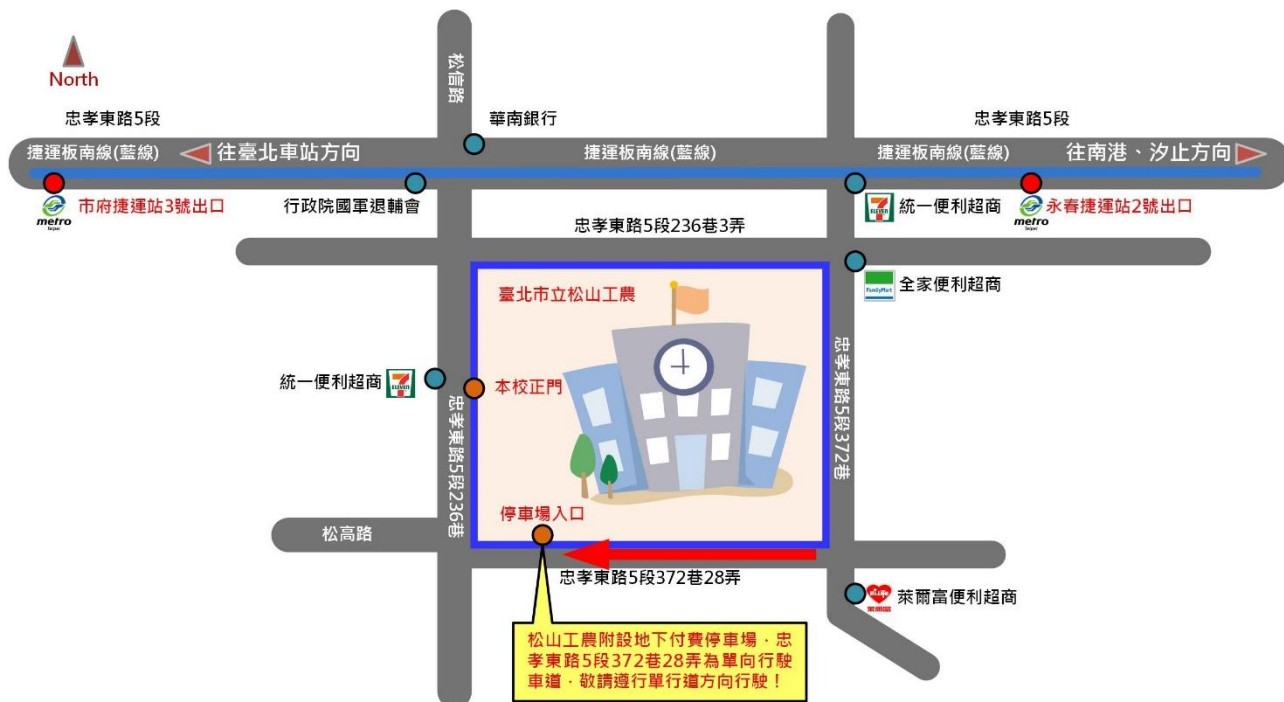 North
松信路
忠孝東路5段
華南銀行
忠孝東路5段
捷運板南線(藍線)
往臺北車站方向
捷運板南線(藍線)
捷運板南線(藍線)
往南港、汐止方向
metro
taipei
市府捷運站3號出口
行政院國軍退輔會
7
ELEVEN
統一便利超商
metro
taipei
永春捷運站2號出口
忠孝東路5段236巷3弄
FamilyMart
全家便利超商
臺北市立松山工農
統一便利超商
7
ELEVEN
本校正門
忠孝東路5段236巷
忠孝東路5段372巷
停車場入口
松高路
忠孝東路5段372巷28弄
Hi-Life
萊爾富便利超商
松山工農附設地下付費停車場，忠
孝東路5段372巷28弄為單向行駛
車道，敬請遵行單行道方向行駛！